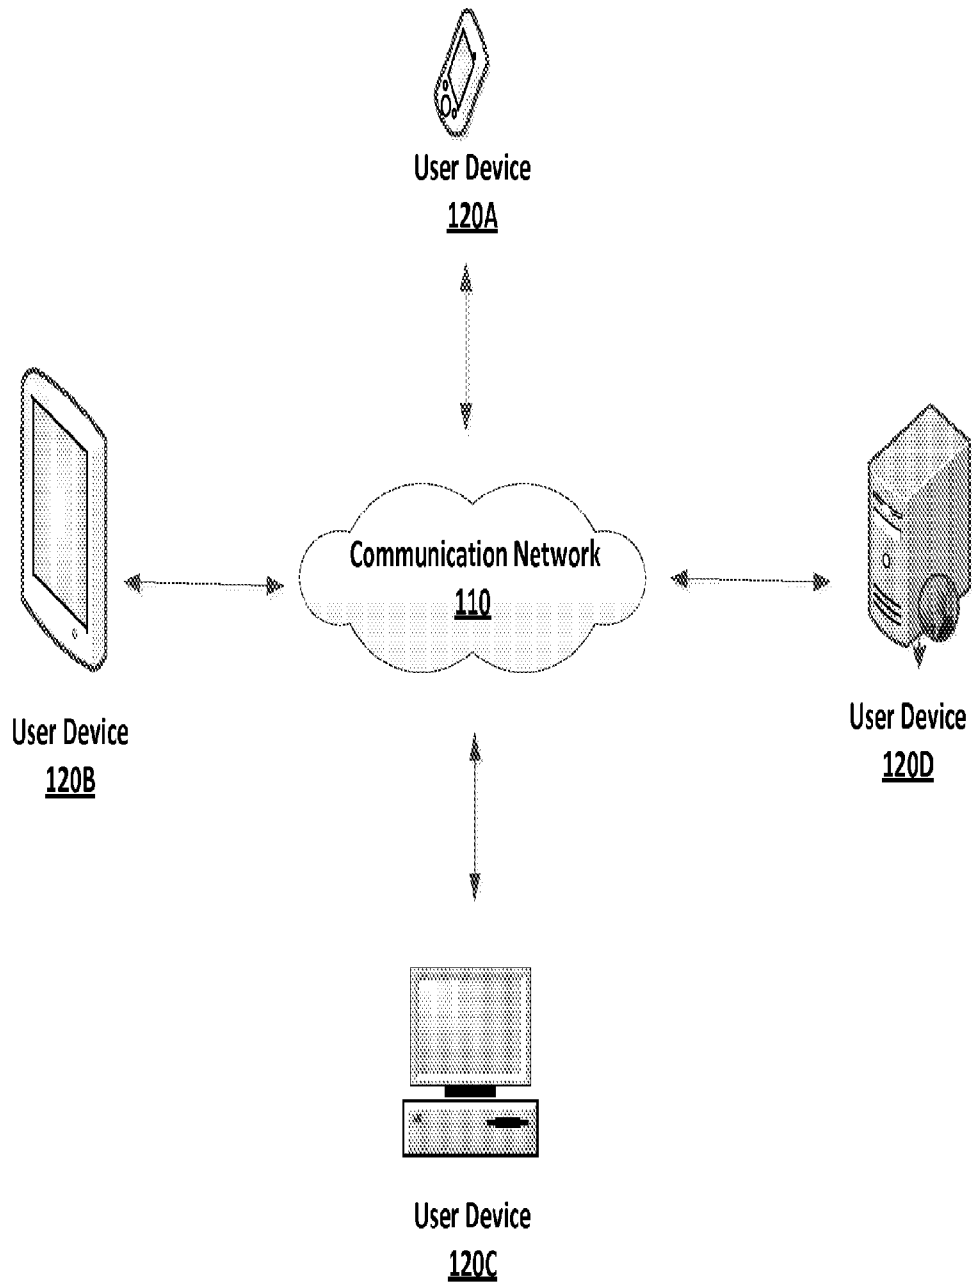 User Device
120A
Communication Network
110
User Device
120B
User Device
120D
User Device
120C